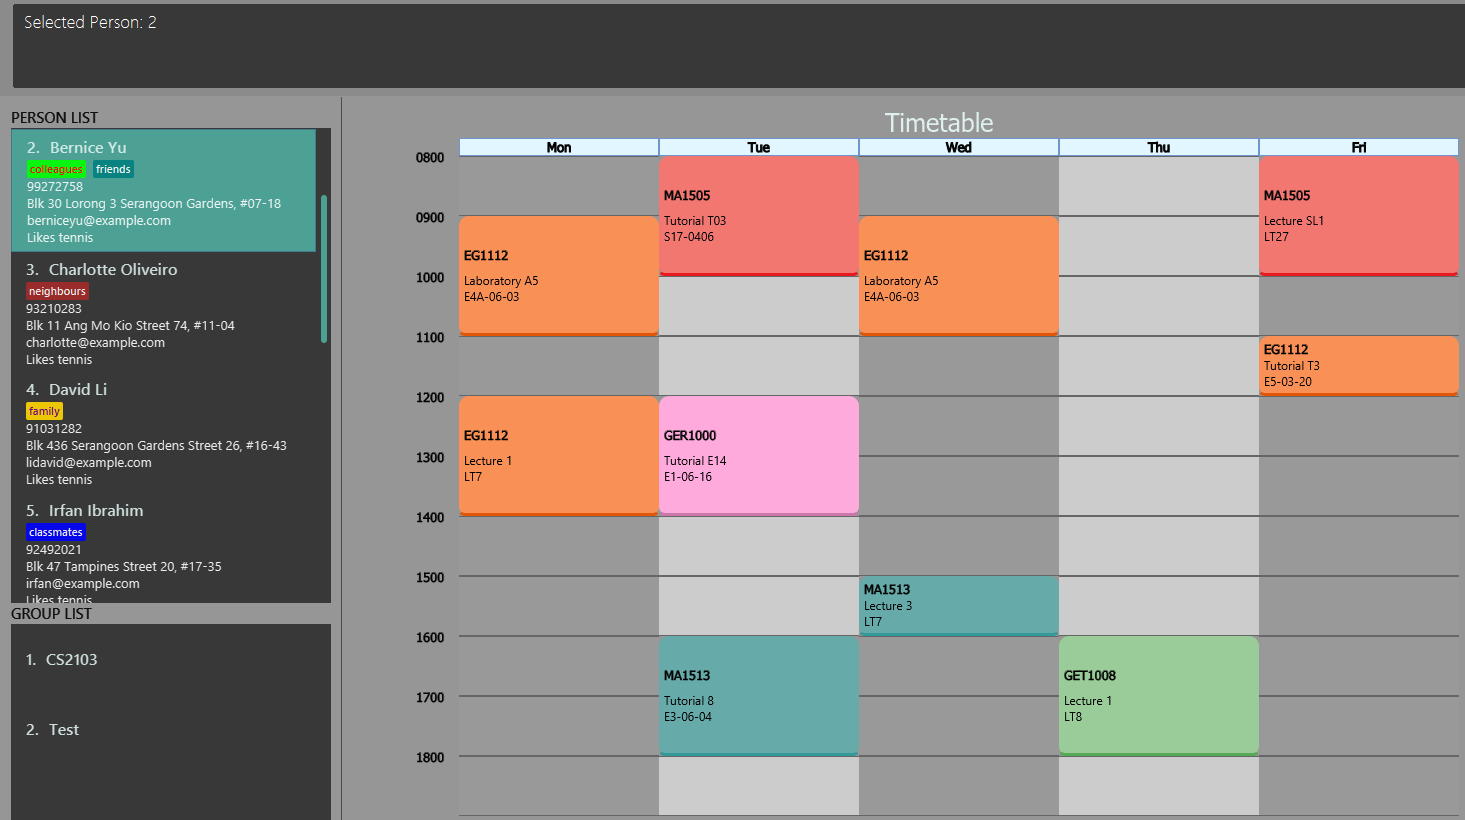 Selected Person: 2
PERSON LIST
2. Bernice Yu
colleagues friends
99272758
Blk 30 Lorong 3 Serangoon Gardens, #07-18
berniceyu@example.com
Likes tennis
3. Charlotte Oliveiro
neighbours
93210283
Blk 11 Ang Mo Kio Street 74, #11-04
charlotte@example.com
Likes tennis
4. David Li
family
91031282
Blk 436 Serangoon Gardens Street 26, #16-43
lidavid@example.com
Likes tennis
5. Irfan Ibrahim
classmates
92492021
Blk 47 Tampines Street 20, #17-35
irfan@example.com
Likes tennis
GROUP LIST
1. CS2103
2. Test
Timetable
Mon Tue Wed Thu Fri
0800
0900
1000
1100
1200
1300
1400
1500
1600
1700
1800
EG1112
Laboratory A5
E4A-06-03
EG1112
Lecture 1
LT7
MA1505
Tutorial T03
S17-0406
GER1000
Tutorial E14
E1-06-16
MA1513
Tutorial 8
E3-06-04
EG1112
Laboratory A5
E4A-06-03
MA1513
Lecture 3
LT7
GET1008
Lecture 1
LT8
MA1505
Lecture SL1
LT27
EG1112
Tutorial T3
E5-03-20